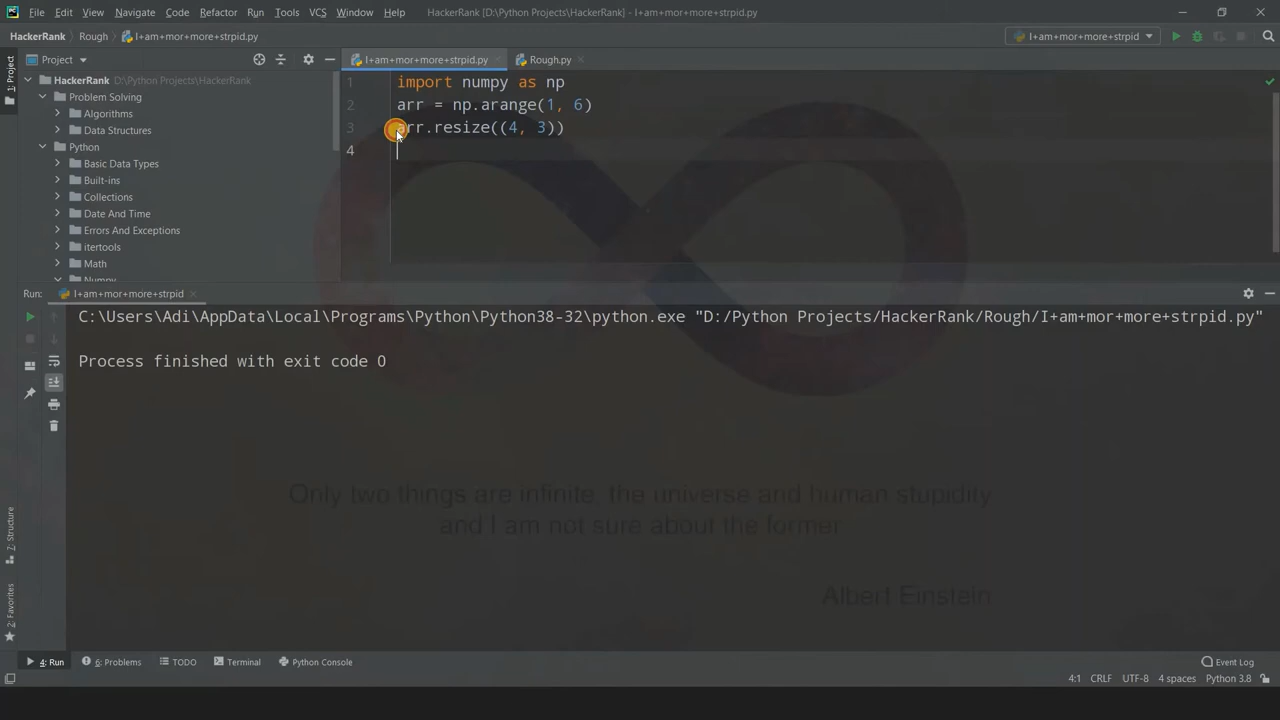 File Edit View Navigate Code Refactor Run Tools VCS Window Help HackerRank [D:\Python Projects\HackerRank] - I+am+mor+more+strpid.py
HackerRank Rough I+am+mor+more+strpid.py I+am+mor+more+strpid
1: Project
Project
I+am+mor+more+strpid.py Rough.py
HackerRank D:\Python Projects\HackerRank
Problem Solving
Algorithms
Data Structures
Python
Basic Data Types
Built-ins
Collections
Date And Time
Errors And Exceptions
itertools
Math
Numpy
1 import numpy as np
2 arr = np.arange(1, 6)
3 arr.resize((4, 3))
4
Run: I+am+mor+more+strpid
C:\Users\Adi\AppData\Local\Programs\Python\Python38-32\python.exe "D:/Python Projects/HackerRank/Rough/I+am+mor+more+strpid.py"
Process finished with exit code 0
Only two things are infinite, the universe and human stupidity
and I am not sure about the former
Albert Einstein
7: Structure
2: Favorites
4: Run 6: Problems TODO Terminal Python Console Event Log
4:1 CRLF UTF-8 4 spaces Python 3.8